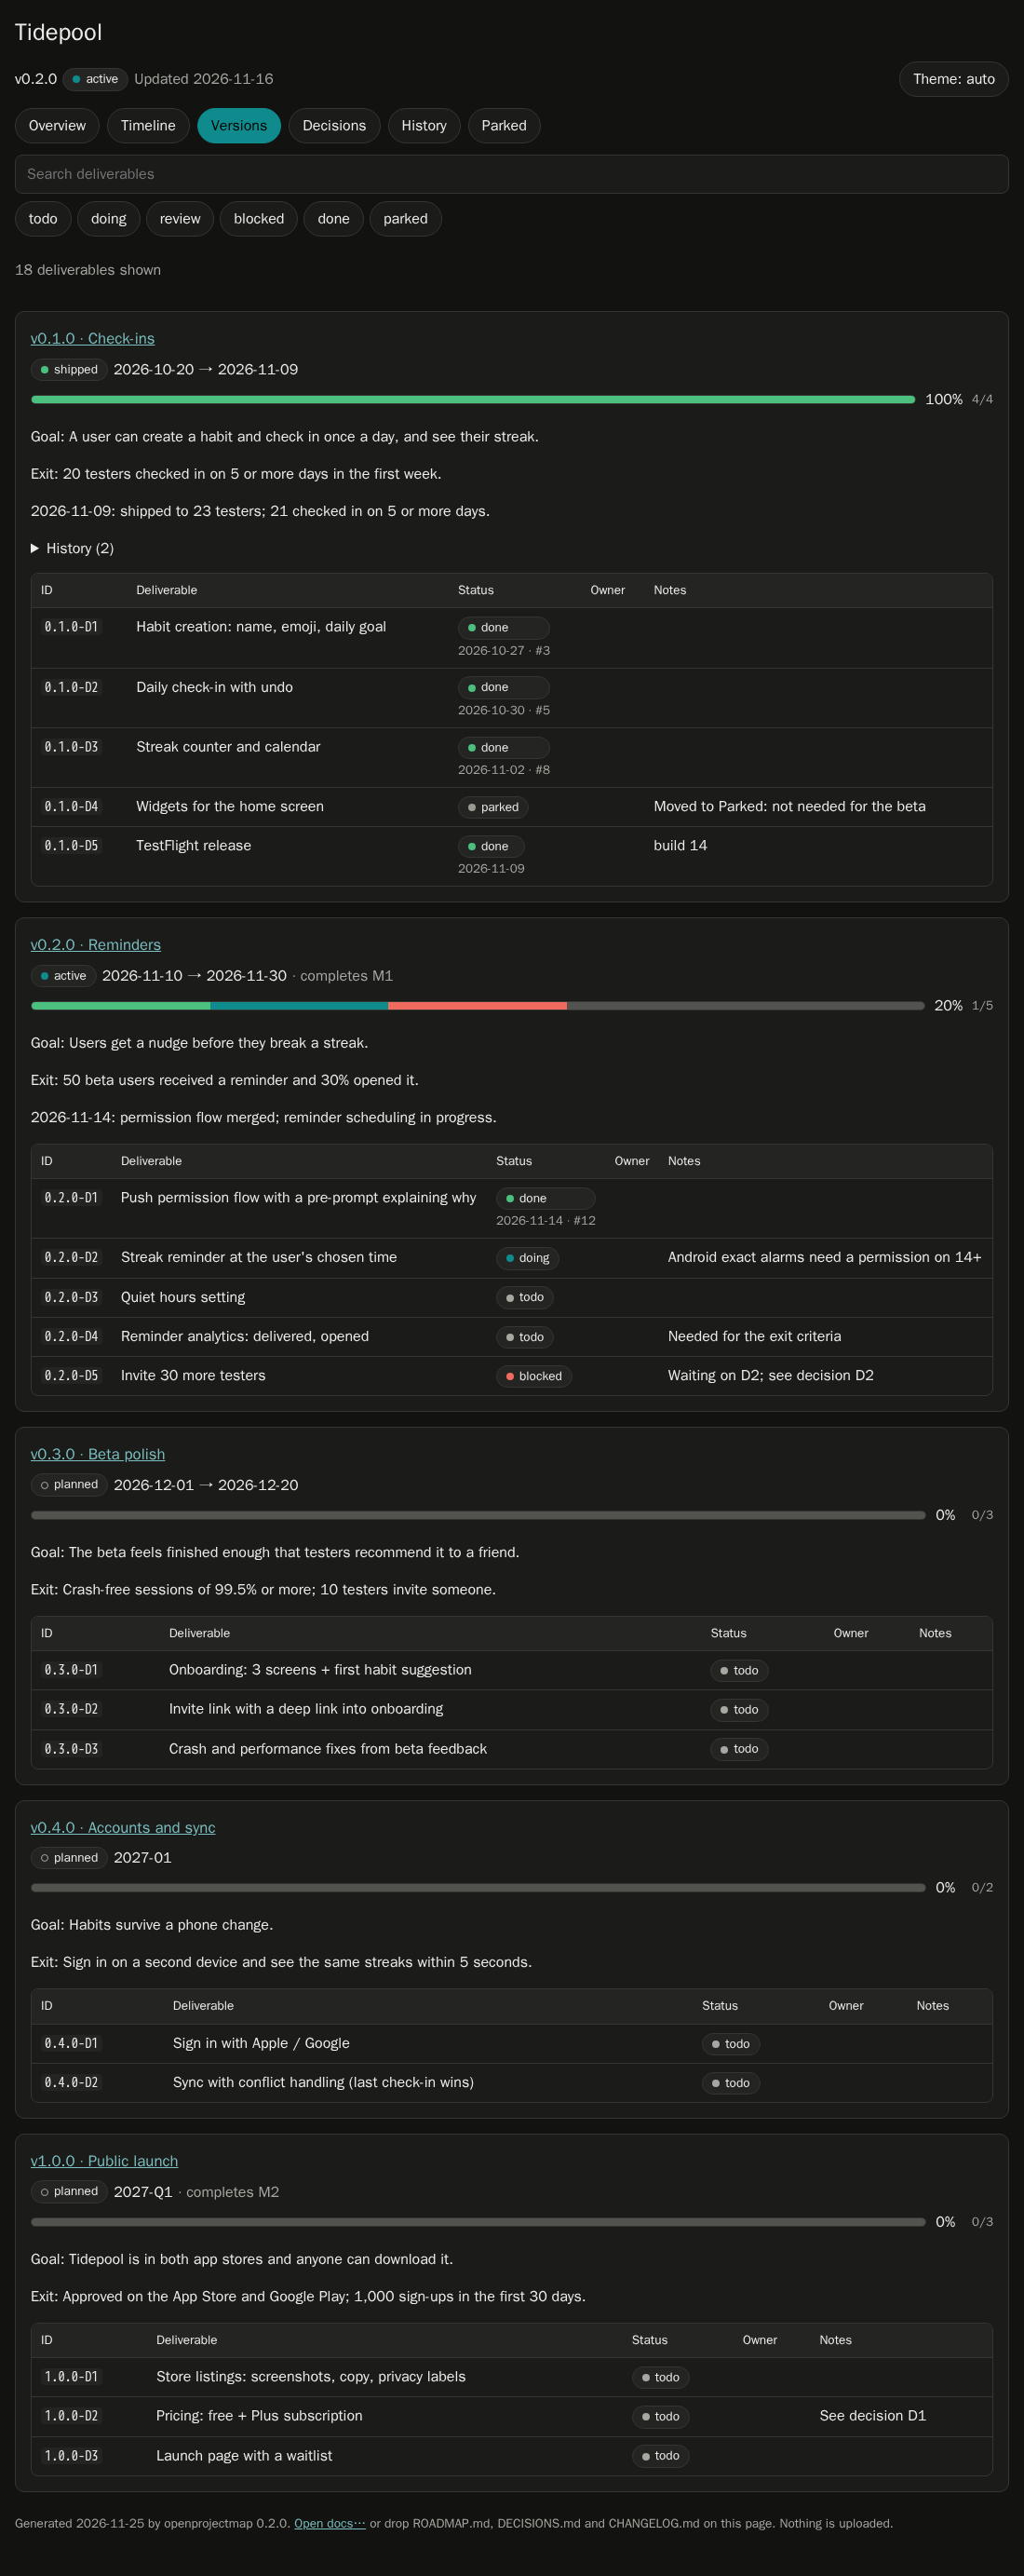 Tidepool
v0.2.0 active Updated 2026-11-16 Theme: auto
Overview Timeline Versions Decisions History Parked
Search deliverables
todo doing review blocked done parked
18 deliverables shown
v0.1.0 · Check-ins
shipped 2026-10-20 → 2026-11-09
100% 4/4
Goal: A user can create a habit and check in once a day, and see their streak.
Exit: 20 testers checked in on 5 or more days in the first week.
2026-11-09: shipped to 23 testers; 21 checked in on 5 or more days.
▶ History (2)
ID Deliverable Status Owner Notes
0.1.0-D1 Habit creation: name, emoji, daily goal done
2026-10-27 · #3
0.1.0-D2 Daily check-in with undo done
2026-10-30 · #5
0.1.0-D3 Streak counter and calendar done
2026-11-02 · #8
0.1.0-D4 Widgets for the home screen parked Moved to Parked: not needed for the beta
0.1.0-D5 TestFlight release done build 14
2026-11-09
v0.2.0 · Reminders
active 2026-11-10 → 2026-11-30 · completes M1
20% 1/5
Goal: Users get a nudge before they break a streak.
Exit: 50 beta users received a reminder and 30% opened it.
2026-11-14: permission flow merged; reminder scheduling in progress.
ID Deliverable Status Owner Notes
0.2.0-D1 Push permission flow with a pre-prompt explaining why done
2026-11-14 · #12
0.2.0-D2 Streak reminder at the user's chosen time doing Android exact alarms need a permission on 14+
0.2.0-D3 Quiet hours setting todo
0.2.0-D4 Reminder analytics: delivered, opened todo Needed for the exit criteria
0.2.0-D5 Invite 30 more testers blocked Waiting on D2; see decision D2
v0.3.0 · Beta polish
planned 2026-12-01 → 2026-12-20
0% 0/3
Goal: The beta feels finished enough that testers recommend it to a friend.
Exit: Crash-free sessions of 99.5% or more; 10 testers invite someone.
ID Deliverable Status Owner Notes
0.3.0-D1 Onboarding: 3 screens + first habit suggestion todo
0.3.0-D2 Invite link with a deep link into onboarding todo
0.3.0-D3 Crash and performance fixes from beta feedback todo
v0.4.0 · Accounts and sync
planned 2027-01
0% 0/2
Goal: Habits survive a phone change.
Exit: Sign in on a second device and see the same streaks within 5 seconds.
ID Deliverable Status Owner Notes
0.4.0-D1 Sign in with Apple / Google todo
0.4.0-D2 Sync with conflict handling (last check-in wins) todo
v1.0.0 · Public launch
planned 2027-Q1 · completes M2
0% 0/3
Goal: Tidepool is in both app stores and anyone can download it.
Exit: Approved on the App Store and Google Play; 1,000 sign-ups in the first 30 days.
ID Deliverable Status Owner Notes
1.0.0-D1 Store listings: screenshots, copy, privacy labels todo
1.0.0-D2 Pricing: free + Plus subscription todo See decision D1
1.0.0-D3 Launch page with a waitlist todo
Generated 2026-11-25 by openprojectmap 0.2.0. Open docs… or drop ROADMAP.md, DECISIONS.md and CHANGELOG.md on this page. Nothing is uploaded.